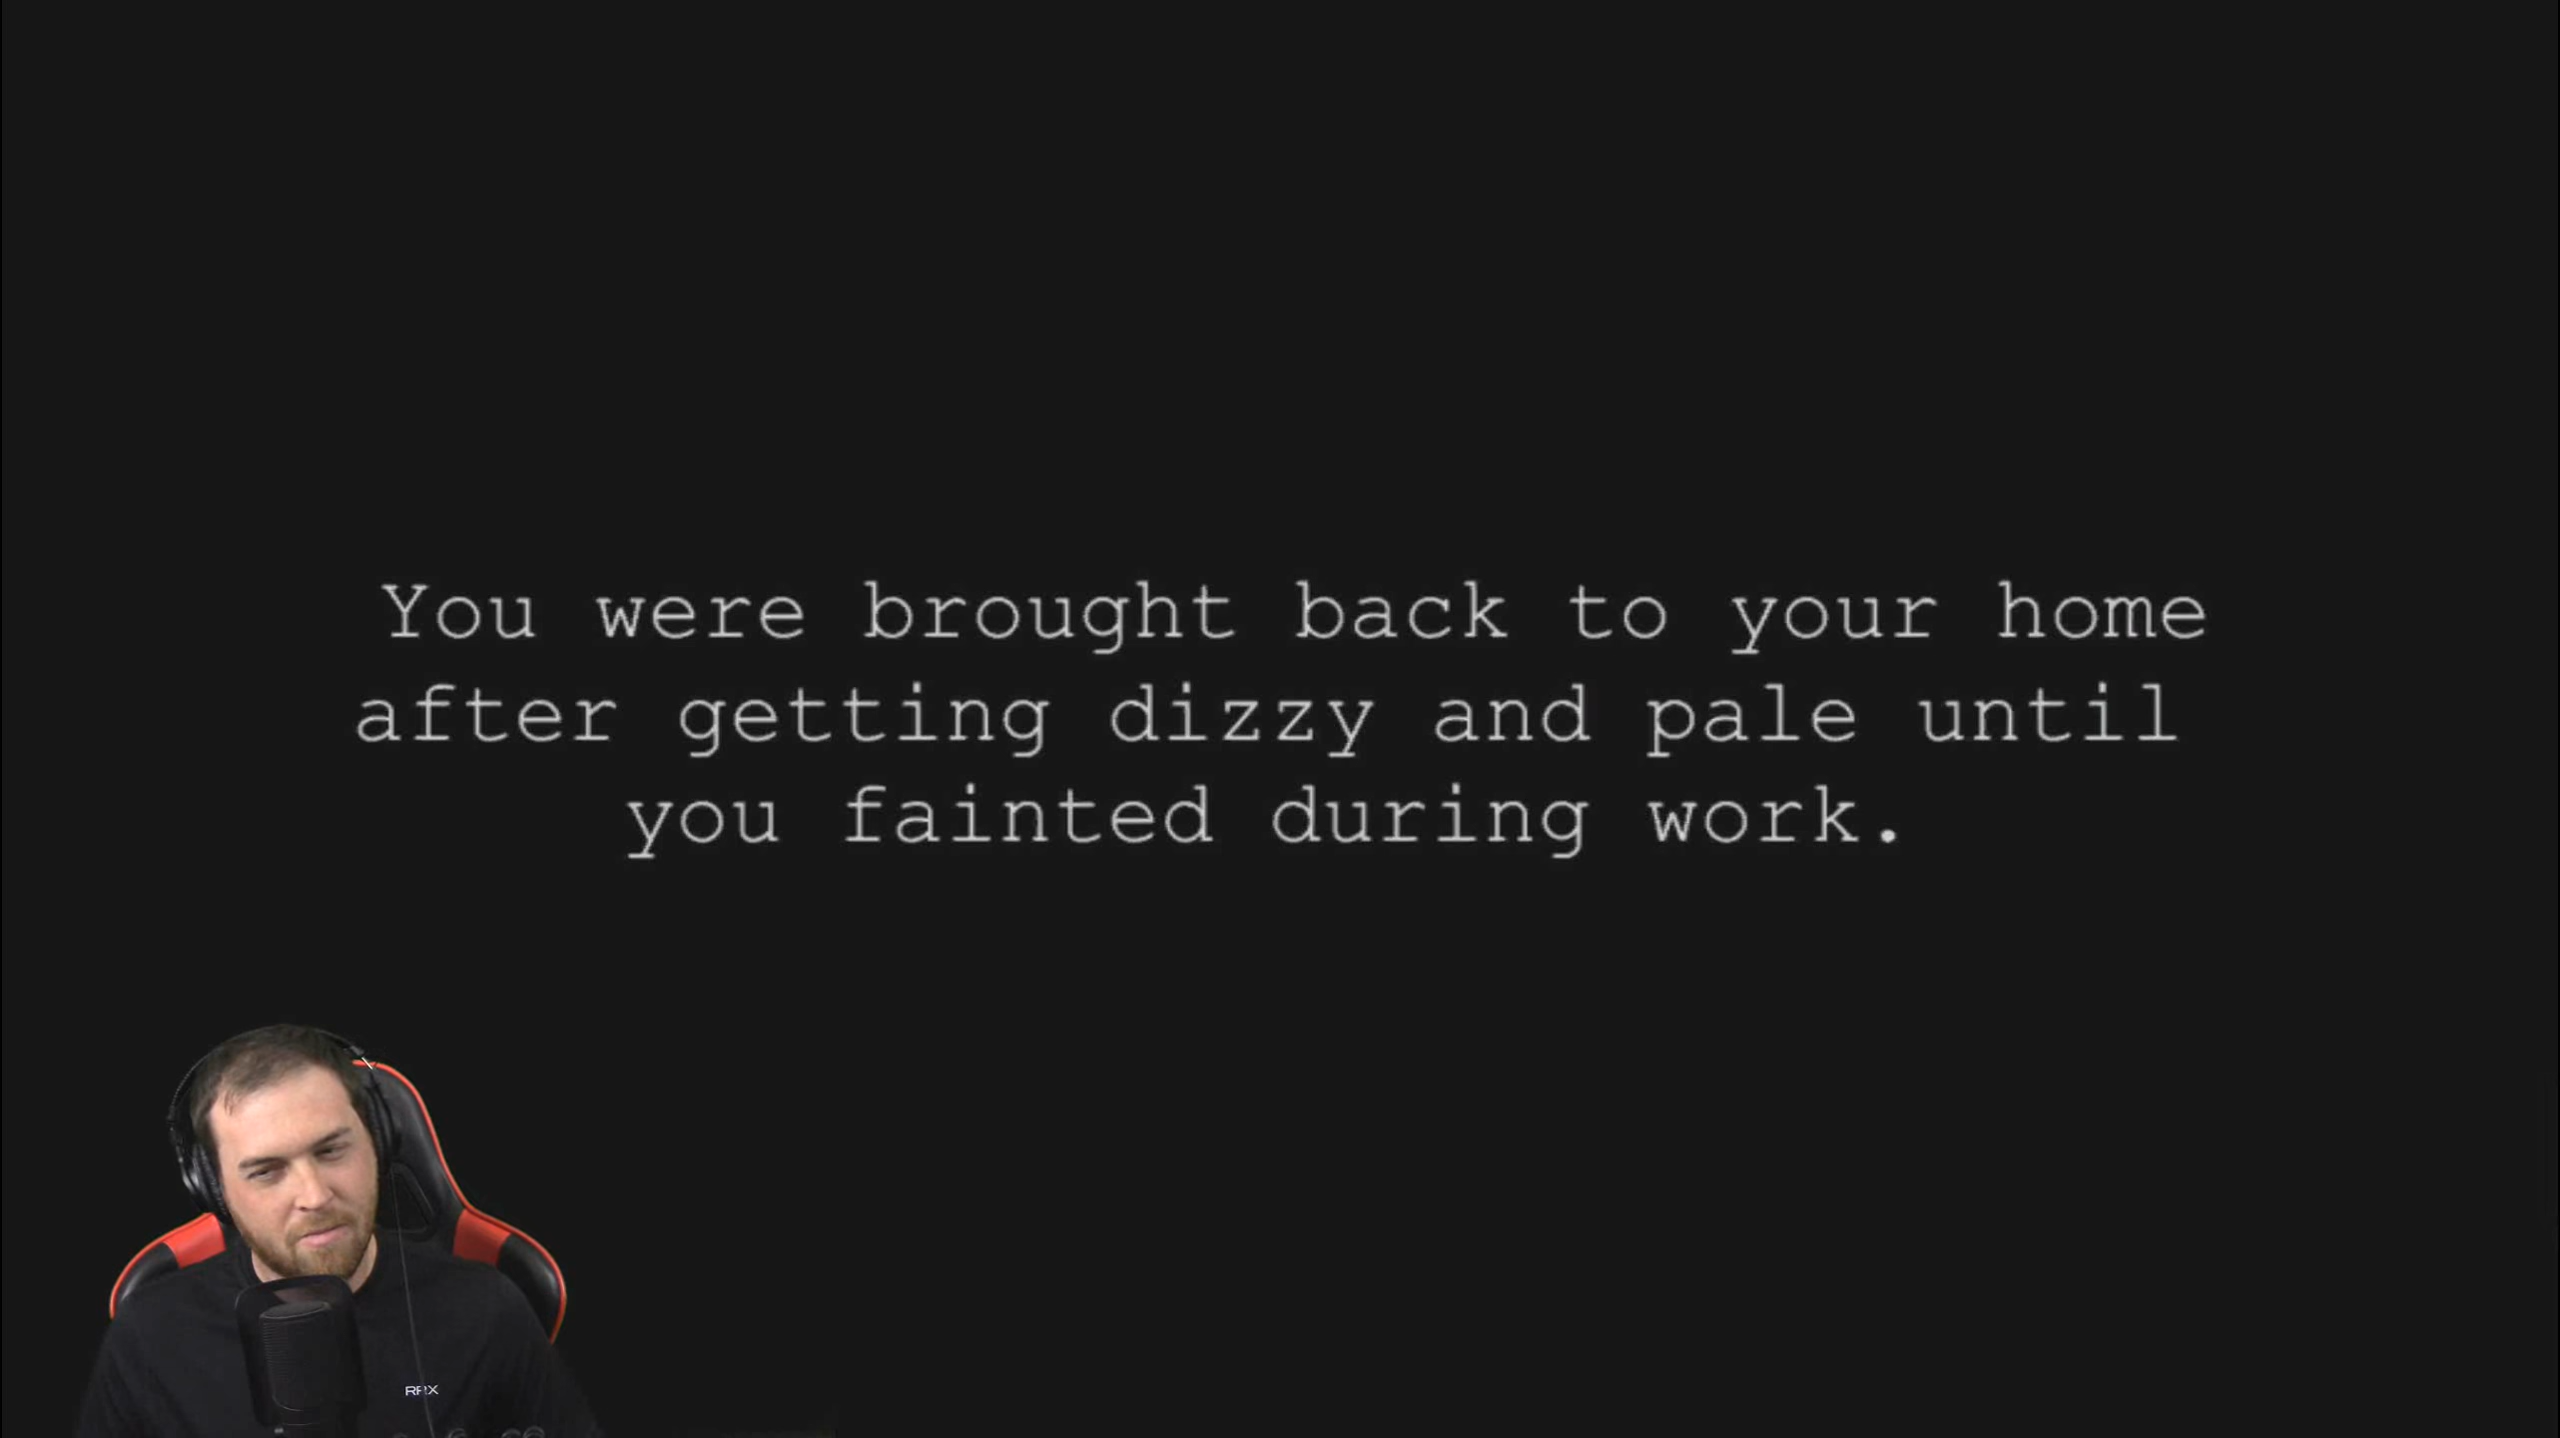 You were brought back to your home
after getting dizzy and pale until
you fainted during work.